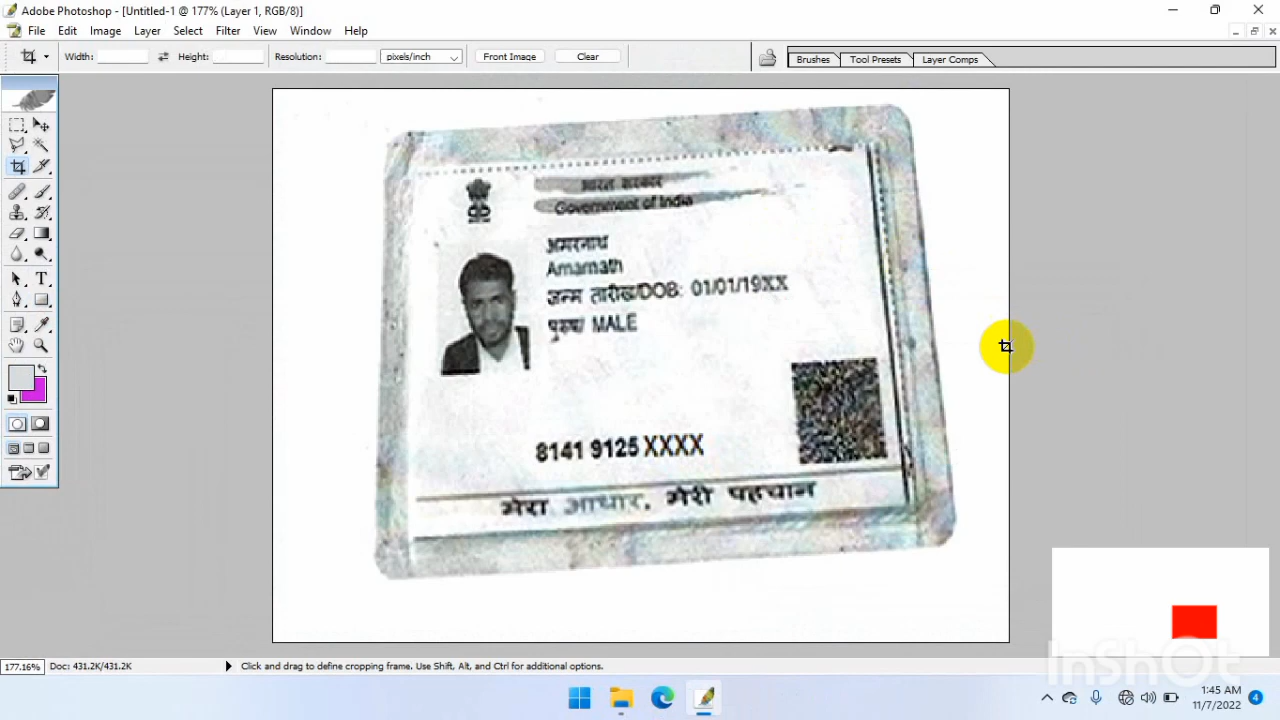 Adobe Photoshop - [Untitled-1 @ 177% (Layer 1, RGB/8)]
File Edit Image Layer Select Filter View Window Help
Width: Height: Resolution: pixels/inch Front Image Clear Brushes Tool Presets Layer Comps
भारत सरकार
Government of India
अमरनाथ
Amarnath
जन्म तारीख/DOB: 01/01/19XX
पुरुष/ MALE
8141 9125 XXXX
मेरा आधार, मेरी पहचान
InShOt
177.16% Doc: 431.2K/431.2K Click and drag to define cropping frame. Use Shift, Alt, and Ctrl for additional options.
1:45 AM
11/7/2022 4